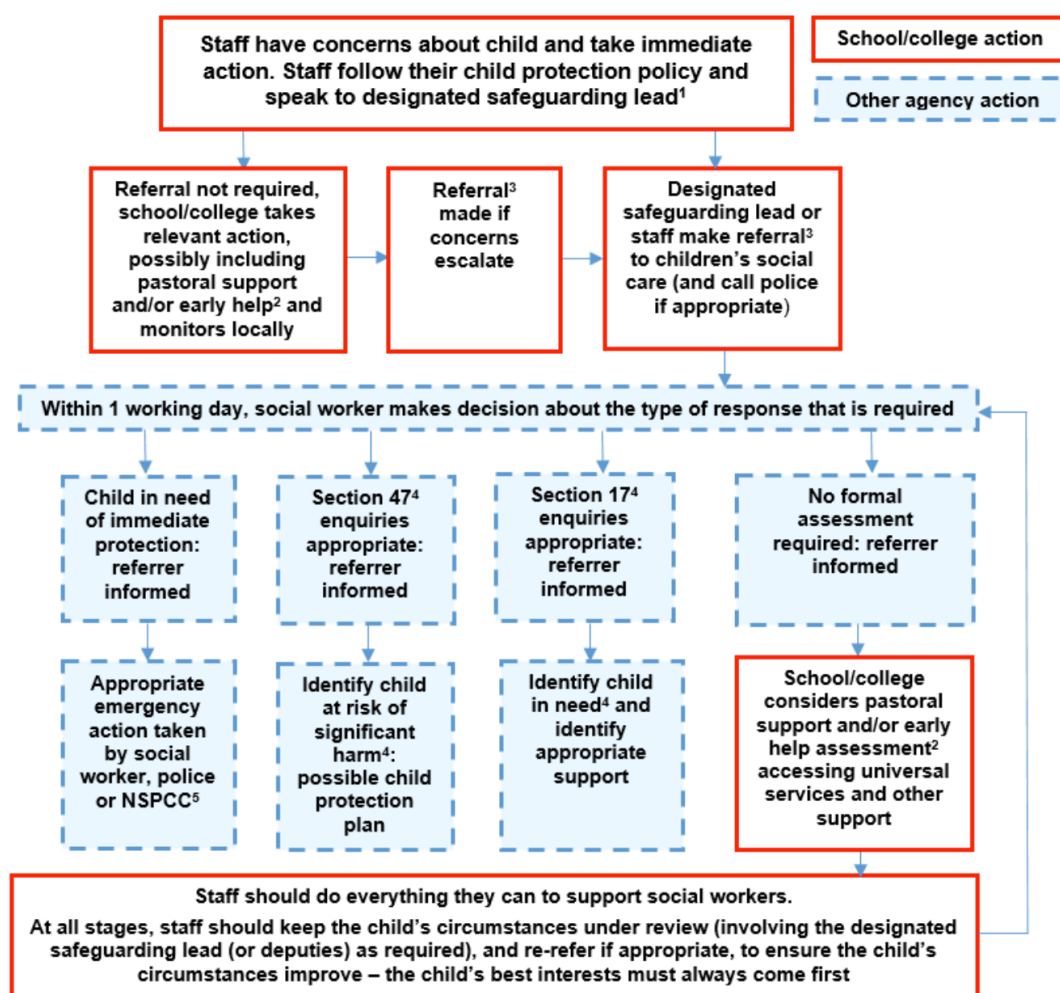 Staff have concerns about child and take immediate
action. Staff follow their child protection policy and
speak to designated safeguarding lead¹
School/college action
Other agency action
Referral not required,
school/college takes
relevant action,
possibly including
pastoral support
and/or early help² and
monitors locally
Referral³
made if
concerns
escalate
Designated
safeguarding lead or
staff make referral³
to children’s social
care (and call police
if appropriate)
Within 1 working day, social worker makes decision about the type of response that is required
Child in need
of immediate
protection:
referrer
informed
Section 47⁴
enquiries
appropriate:
referrer
informed
Section 17⁴
enquiries
appropriate:
referrer
informed
No formal
assessment
required: referrer
informed
Appropriate
emergency
action taken
by social
worker, police
or NSPCC⁵
Identify child
at risk of
significant
harm⁴:
possible child
protection
plan
Identify child
in need⁴ and
identify
appropriate
support
School/college
considers pastoral
support and/or early
help assessment²
accessing universal
services and other
support
Staff should do everything they can to support social workers.
At all stages, staff should keep the child’s circumstances under review (involving the designated
safeguarding lead (or deputies) as required), and re-refer if appropriate, to ensure the child’s
circumstances improve – the child’s best interests must always come first